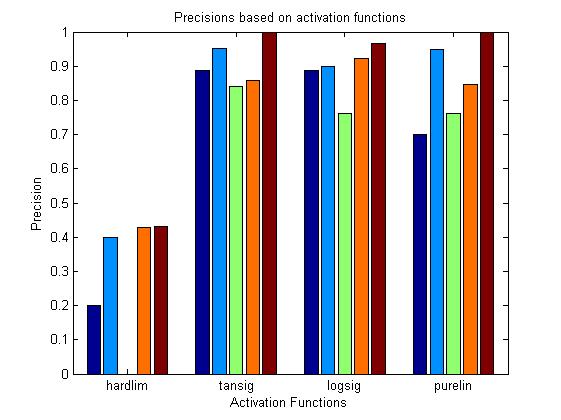 Precisions based on activation functions
1
0.9
0.8
0.7
0.6
0.5
0.4
0.3
0.2
0.1
0
Precision
hardlim tansig logsig purelin
Activation Functions